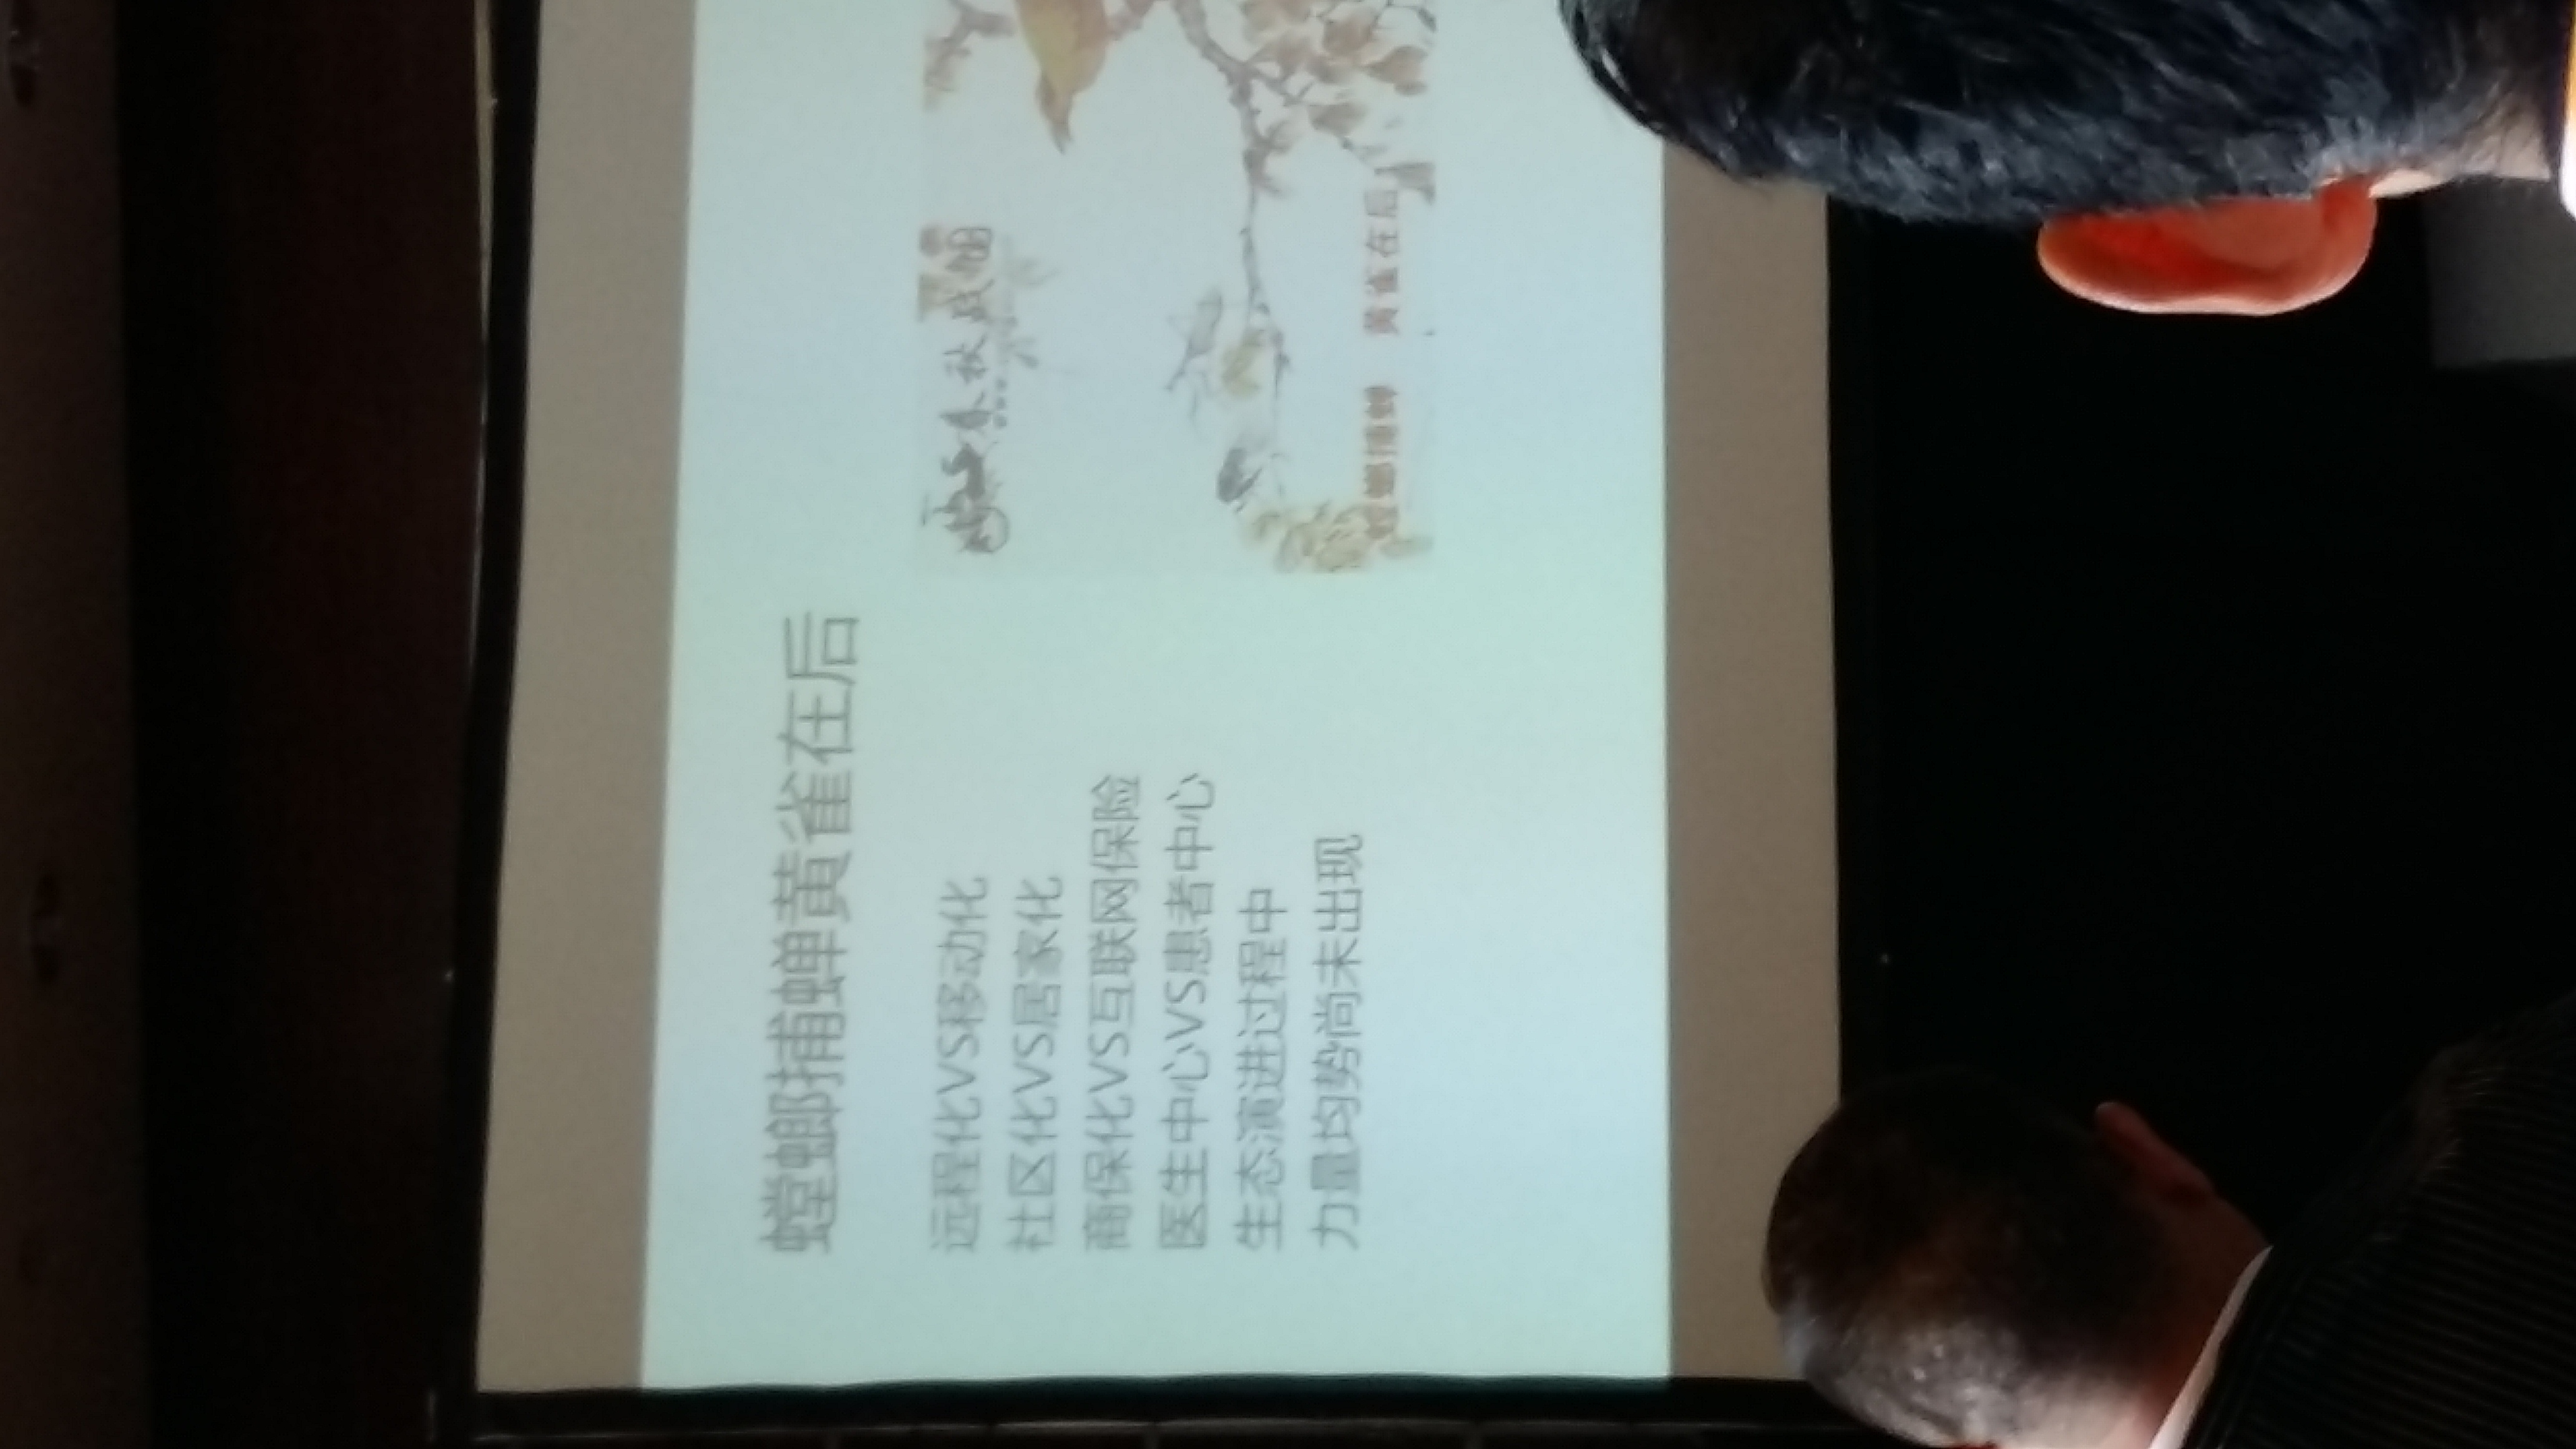 螳螂捕蝉黄雀在后
远程化VS移动化
社区化VS居家化
商保化VS互联网保险
医生中心VS患者中心
生态演进过程中
力量均势尚未出现
春秋战国
螳螂捕蝉 黄雀在后